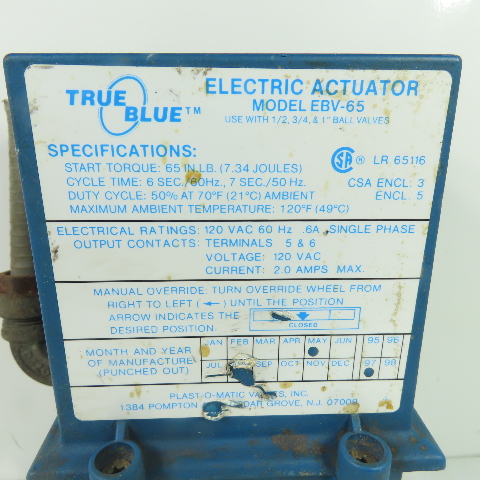 TRUE BLUE™
ELECTRIC ACTUATOR
MODEL EBV-65
USE WITH 1/2, 3/4, & 1" BALL VALVES
SPECIFICATIONS:
START TORQUE: 65 IN.LB. (7.34 JOULES)
CYCLE TIME: 6 SEC./60Hz., 7 SEC./50 Hz.
DUTY CYCLE: 50% AT 70°F (21°C) AMBIENT
MAXIMUM AMBIENT TEMPERATURE: 120°F (49°C)
SA ® LR 65116
CSA ENCL: 3
ENCL. 5
ELECTRICAL RATINGS: 120 VAC 60 Hz .6A, SINGLE PHASE
OUTPUT CONTACTS: TERMINALS 5 & 6
VOLTAGE: 120 VAC
CURRENT: 2.0 AMPS MAX.
MANUAL OVERRIDE: TURN OVERRIDE WHEEL FROM
RIGHT TO LEFT (←) UNTIL THE POSITION
ARROW INDICATES THE
DESIRED POSITION.
CLOSED
MONTH AND YEAR
OF MANUFACTURE
(PUNCHED OUT)
JAN FEB MAR APR MAY JUN 95 96
JUL SEP OCT NOV DEC 97 98
PLAST-O-MATIC VALVES, INC.
1384 POMPTON GROVE, N.J. 07009